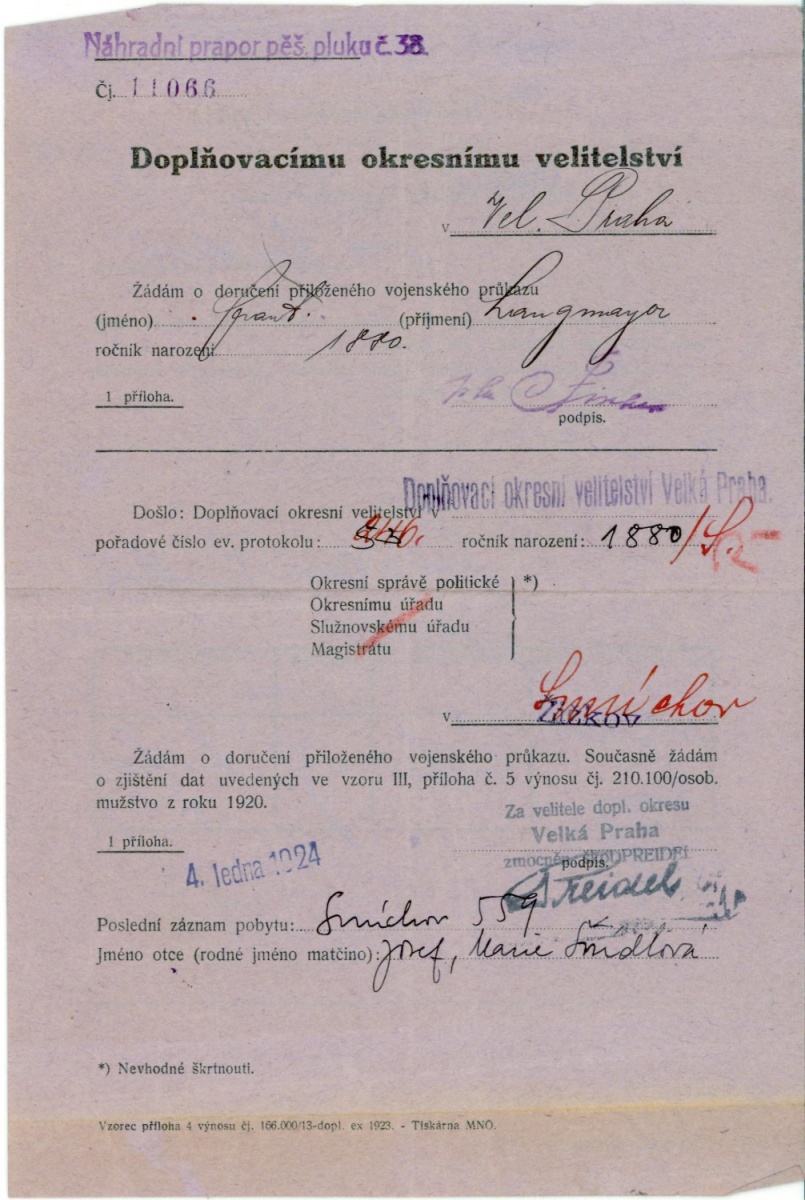 Náhradní prapor pěš. pluku č. 38.
Čj. 11066
Doplňovacímu okresnímu velitelství
v Vel. Praha
Žádám o doručení přiloženého vojenského průkazu
(jméno) Frant. (příjmení) Langmayer
ročník narození 1880.
1 příloha.
podpis.
Doplňovací okresní velitelství Velká Praha.
Došlo: Doplňovací okresní velitelství v
pořadové číslo ev. protokolu: ročník narození: 1880
Okresní správě politické *)
Okresnímu úřadu
Služnovskému úřadu
Magistrátu
Smíchov
v Žižkov
Žádám o doručení přiloženého vojenského průkazu. Současně žádám
o zjištění dat uvedených ve vzoru III, příloha č. 5 výnosu čj. 210.100/osob.
mužstvo z roku 1920.
Za velitele dopl. okresu
Velká Praha
1 příloha.
podpis.
4. ledna 1924
Poslední záznam pobytu: Smíchov 559
Jméno otce (rodné jméno matčino): Josef, Marie Šindlová
*) Nevhodné škrtnouti.
Vzorec příloha 4 výnosu čj. 166.000/13-dopl. ex 1923. - Tiskárna MNO.